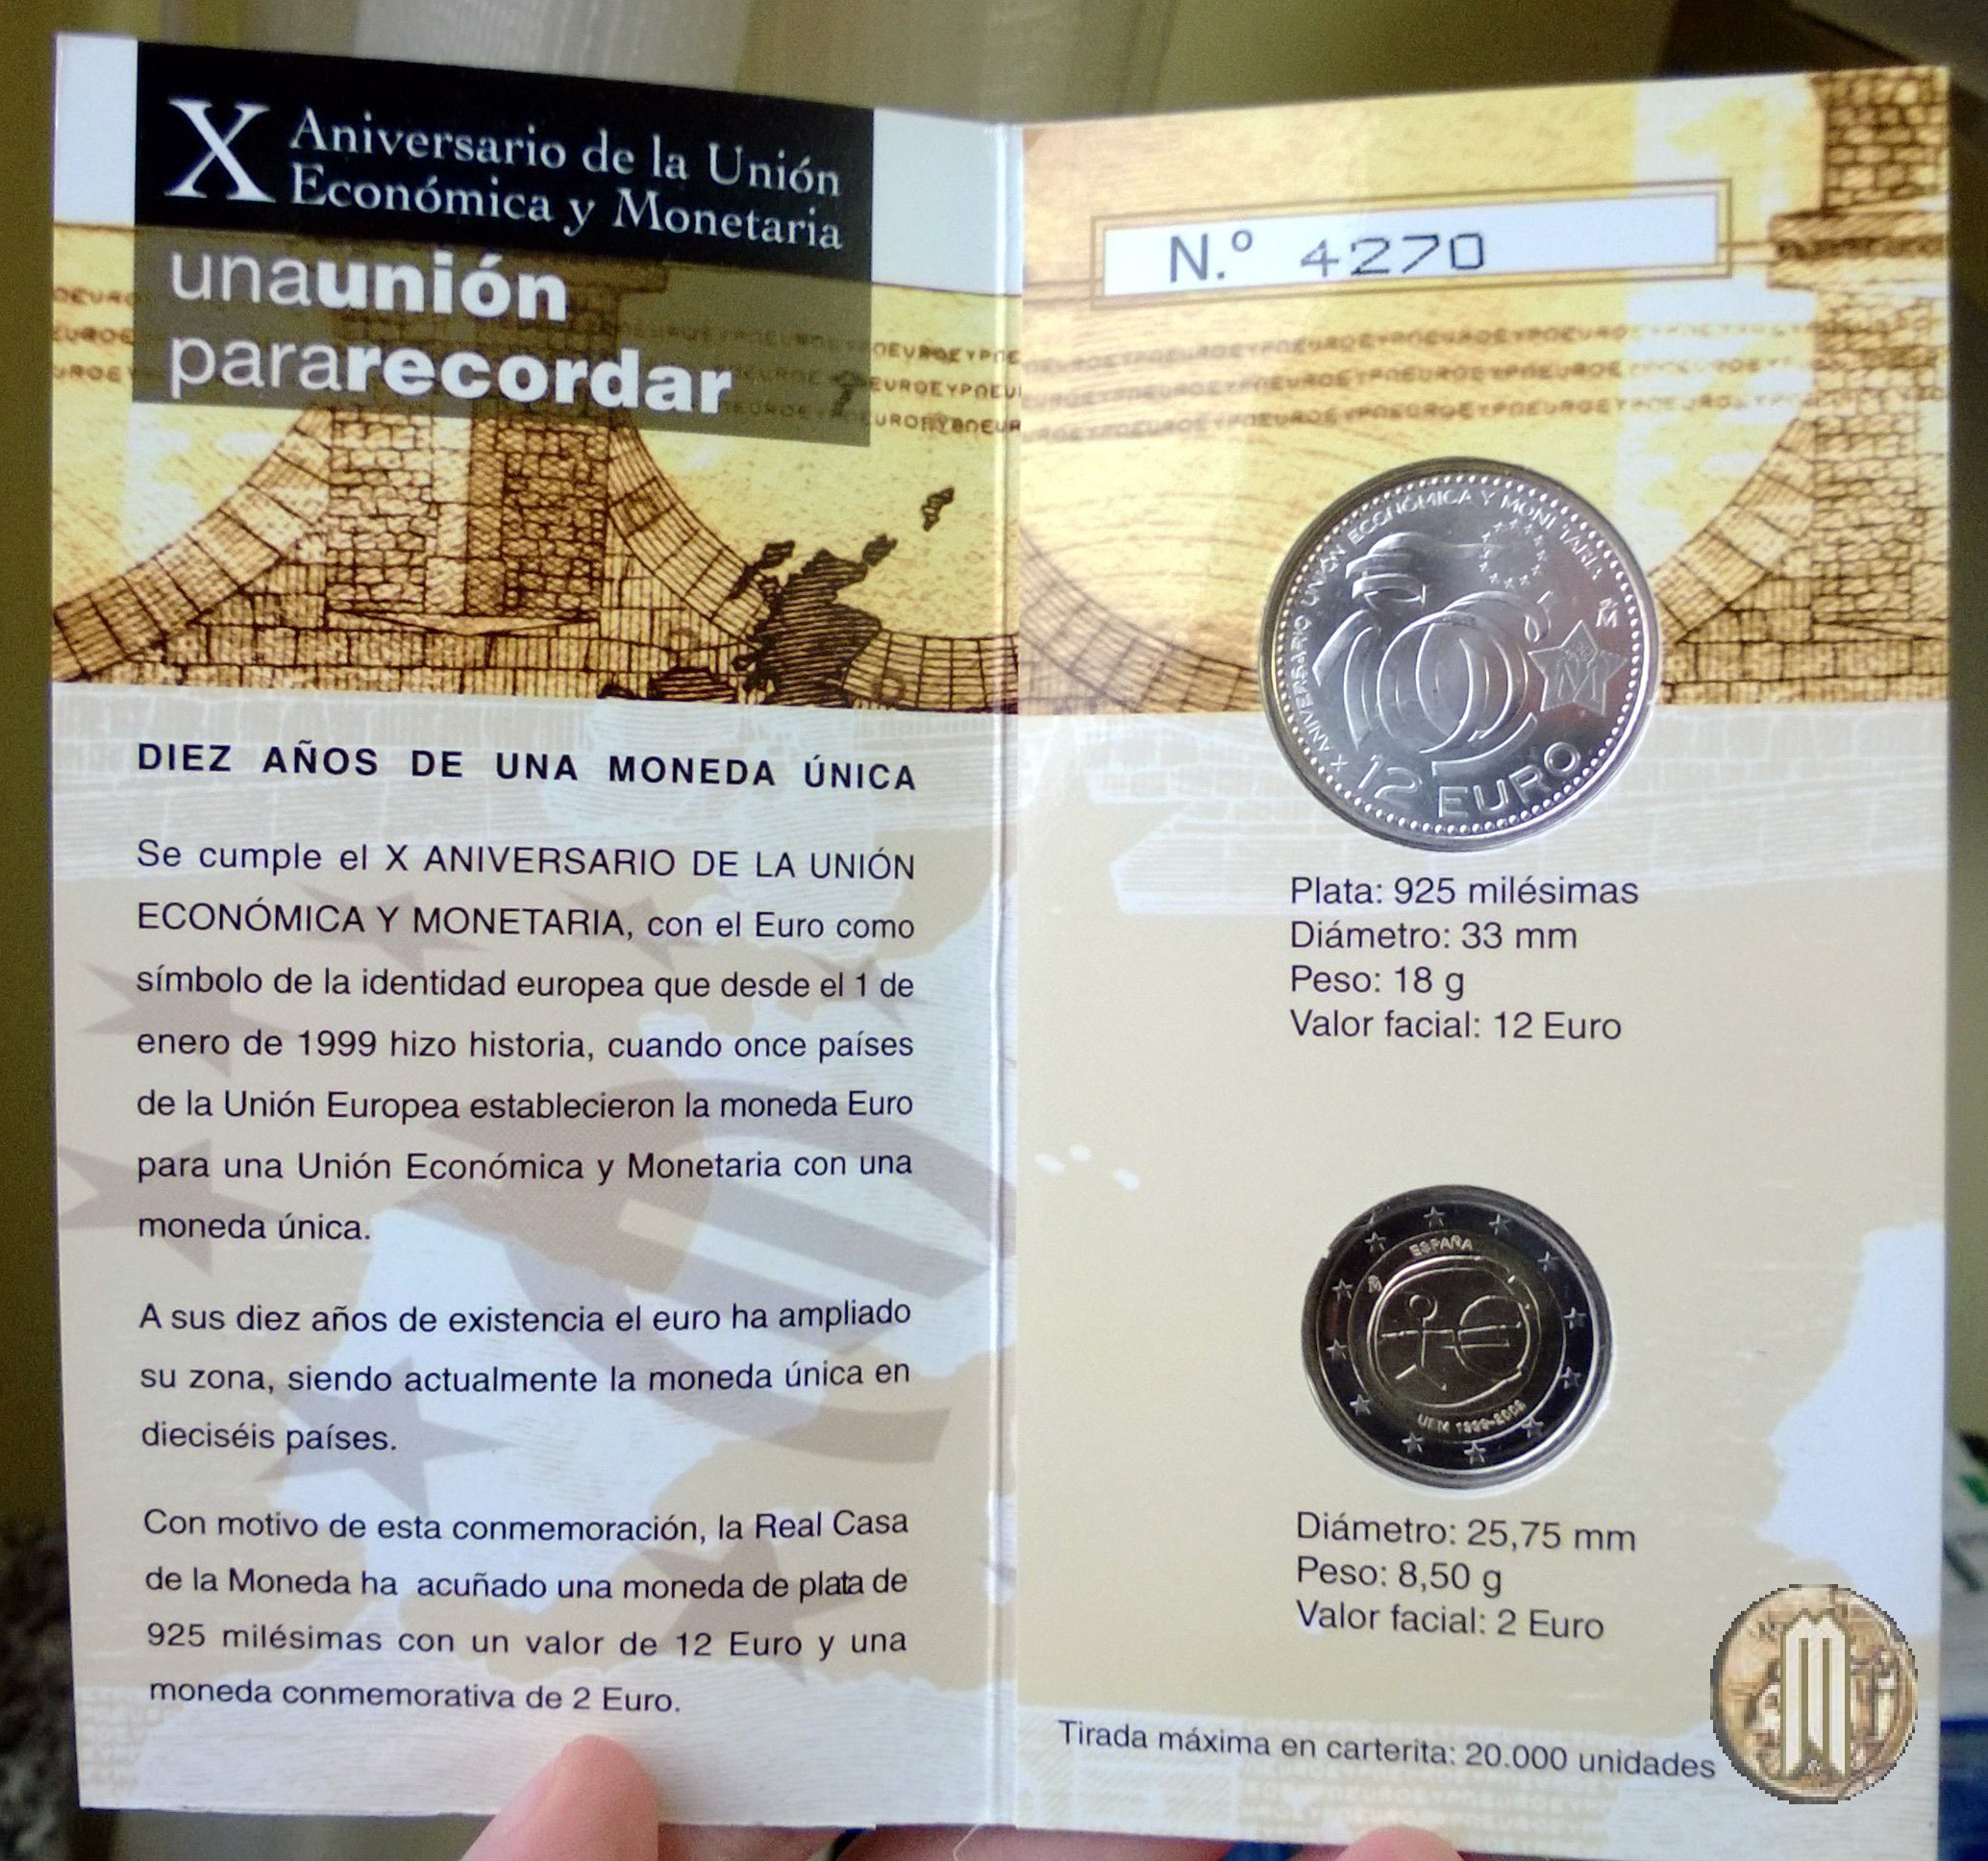 X Aniversario de la Unión
Económica y Monetaria
unaunión
pararecordar
DIEZ AÑOS DE UNA MONEDA ÚNICA
Se cumple el X ANIVERSARIO DE LA UNIÓN
ECONÓMICA Y MONETARIA, con el Euro como
símbolo de la identidad europea que desde el 1 de
enero de 1999 hizo historia, cuando once países
de la Unión Europea establecieron la moneda Euro
para una Unión Económica y Monetaria con una
moneda única.
A sus diez años de existencia el euro ha ampliado
su zona, siendo actualmente la moneda única en
dieciséis países.
Con motivo de esta conmemoración, la Real Casa
de la Moneda ha acuñado una moneda de plata de
925 milésimas con un valor de 12 Euro y una
moneda conmemorativa de 2 Euro.
N.º 4270
X ANIVERSARIO UNIÓN ECONÓMICA Y MONETARIA
M
12 EURO
Plata: 925 milésimas
Diámetro: 33 mm
Peso: 18 g
Valor facial: 12 Euro
ESPAÑA
€
UEM 1999-2009
Diámetro: 25,75 mm
Peso: 8,50 g
Valor facial: 2 Euro
Tirada máxima en carterita: 20.000 unidades
M